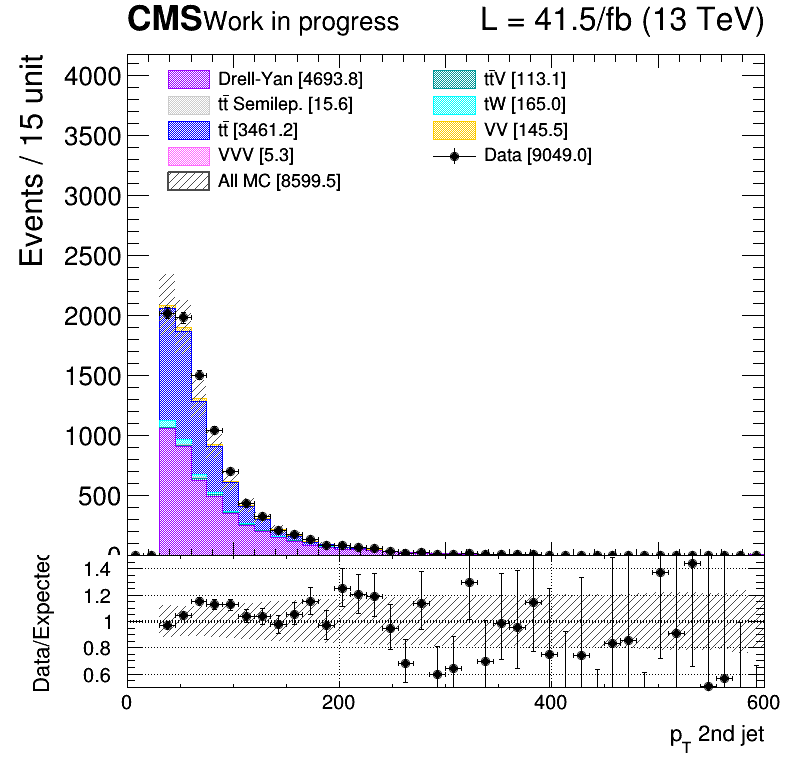 CMS Work in progress L = 41.5/fb (13 TeV)
Events / 15 unit
4000
3500
3000
2500
2000
1500
1000
500
0
Drell-Yan [4693.8]
tt̄ Semilep. [15.6]
tt̄ [3461.2]
VVV [5.3]
All MC [8599.5]
tt̄V [113.1]
tW [165.0]
VV [145.5]
Data [9049.0]
Data/Expected
1.4
1.2
1
0.8
0.6
0 200 400 600
p_T 2nd jet